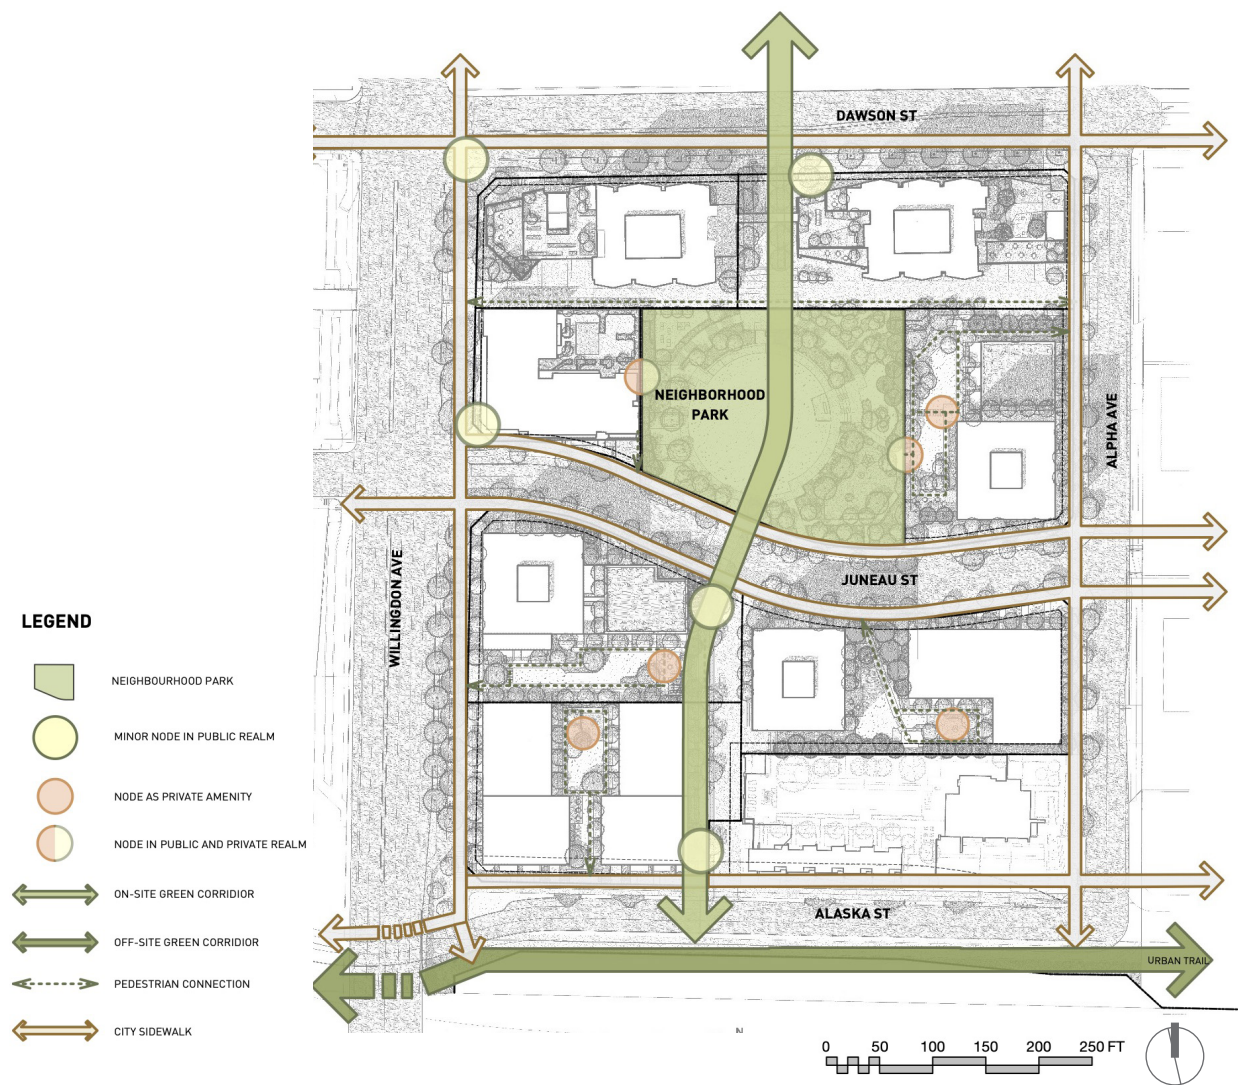 DAWSON ST
NEIGHBORHOOD
PARK
ALPHA AVE
JUNEAU ST
WILLINGDON AVE
ALASKA ST
URBAN TRAIL
LEGEND
NEIGHBOURHOOD PARK
MINOR NODE IN PUBLIC REALM
NODE AS PRIVATE AMENITY
NODE IN PUBLIC AND PRIVATE REALM
ON-SITE GREEN CORRIDIOR
OFF-SITE GREEN CORRIDIOR
PEDESTRIAN CONNECTION
CITY SIDEWALK
N
0 50 100 150 200 250 FT